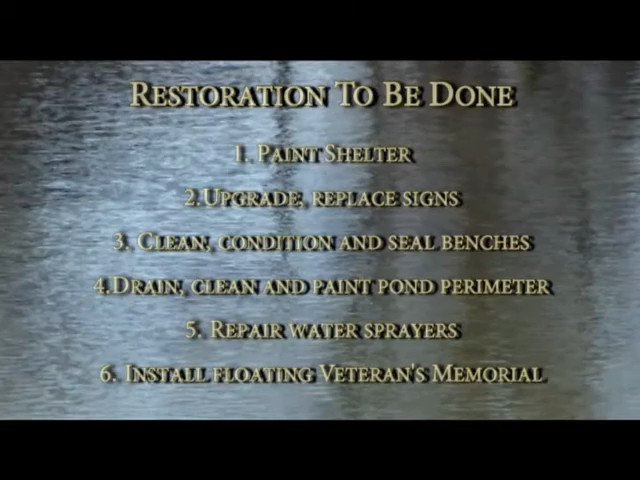 Restoration To Be Done
1. Paint Shelter
2.Upgrade, replace signs
3. Clean, condition and seal benches
4.Drain, clean and paint pond perimeter
5. Repair water sprayers
6. Install floating Veteran's Memorial